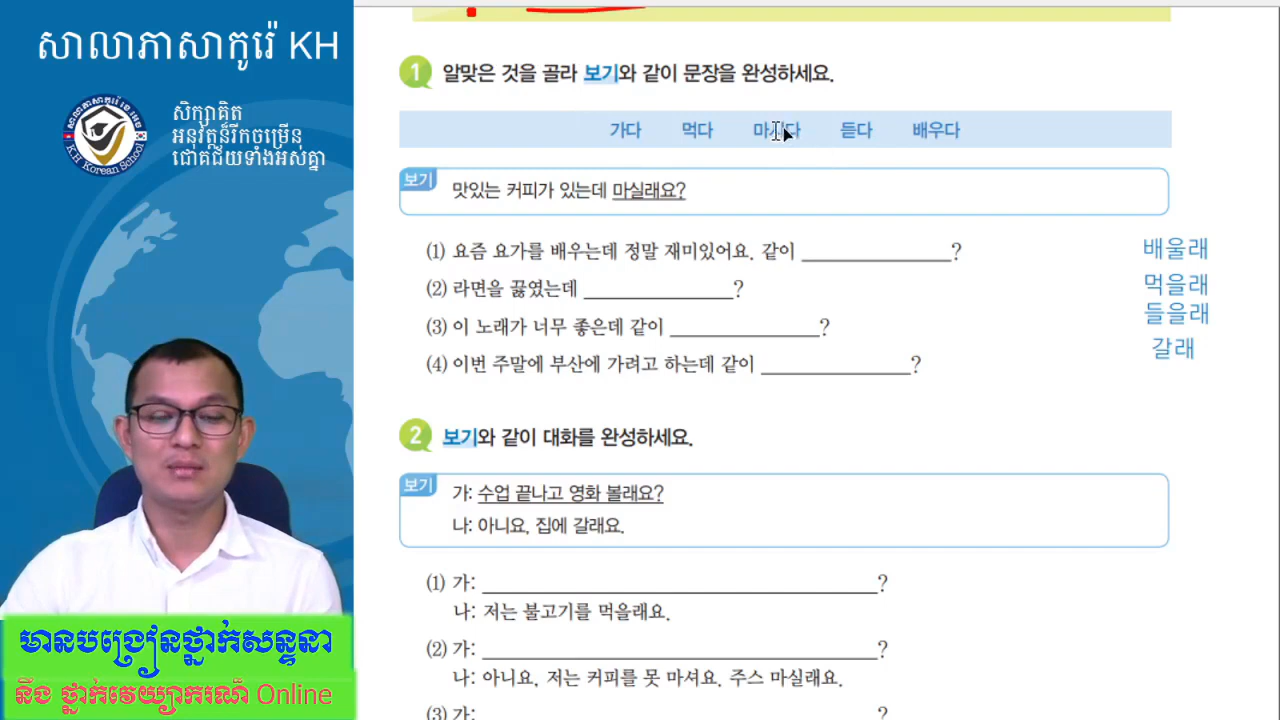 សាលាភាសាកូរ៉េ KH
សិក្សាគិត
អនុវត្តន៍រីកចម្រើន
ជោគជ័យទាំងអស់គ្នា
K.H Korean School
មានបង្រៀនថ្នាក់សន្ទនា
និង ថ្នាក់វេយ្យាករណ៍ Online
1 알맞은 것을 골라 보기와 같이 문장을 완성하세요.
가다 먹다 듣다 배우다
보기
맛있는 커피가 있는데 마실래요?
(1) 요즘 요가를 배우는데 정말 재미있어요. 같이 ?
배울래
(2) 라면을 끓였는데 ?
먹을래
(3) 이 노래가 너무 좋은데 같이 ?
들을래
(4) 이번 주말에 부산에 가려고 하는데 같이 ?
갈래
2 보기와 같이 대화를 완성하세요.
보기
가: 수업 끝나고 영화 볼래요?
나: 아니요, 집에 갈래요.
(1) 가: ?
나: 저는 불고기를 먹을래요.
(2) 가: ?
나: 아니요, 저는 커피를 못 마셔요. 주스 마실래요.
(3) 가: ?